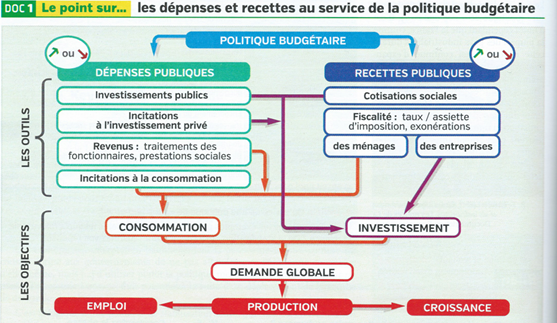 DOC 1 Le point sur... les dépenses et recettes au service de la politique budgétaire
POLITIQUE BUDGÉTAIRE
ou
ou
DÉPENSES PUBLIQUES
RECETTES PUBLIQUES
LES OUTILS
Investissements publics
Incitations
à l'investissement privé
Revenus : traitements des
fonctionnaires, prestations sociales
Incitations à la consommation
Cotisations sociales
Fiscalité : taux / assiette
d'imposition, exonérations
des ménages
des entreprises
LES OBJECTIFS
CONSOMMATION
INVESTISSEMENT
DEMANDE GLOBALE
EMPLOI
PRODUCTION
CROISSANCE